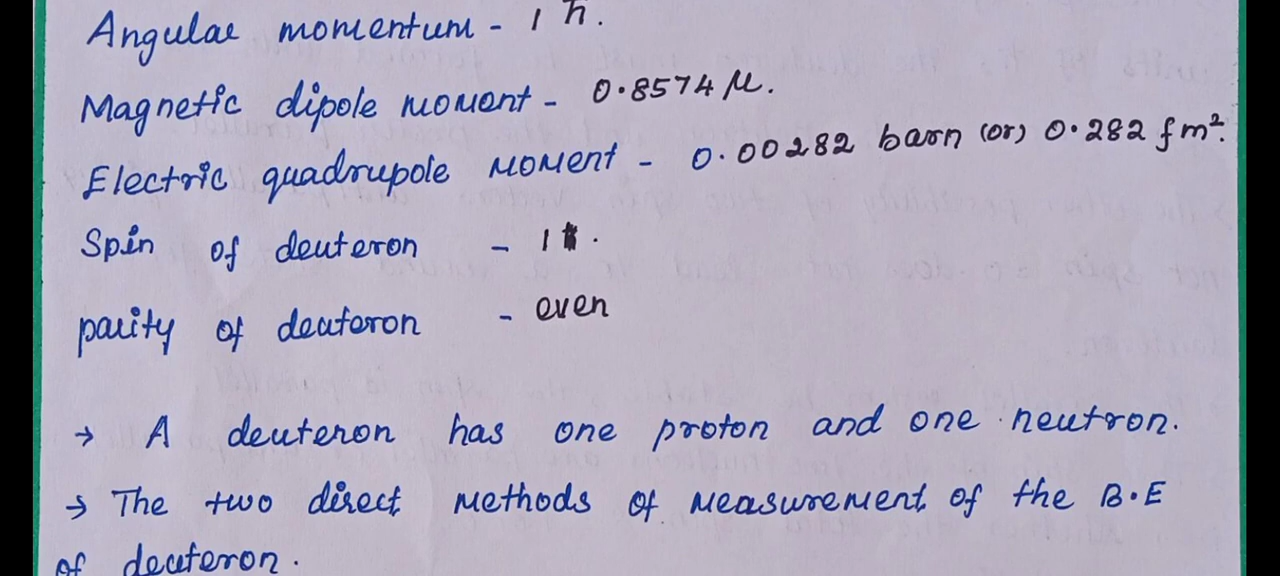 Angular momentum - 1 ħ.
Magnetic dipole moment - 0.8574 μ.
Electric quadrupole moment - 0.00282 barn (or) 0.282 fm².
Spin of deuteron - 1
parity of deuteron - even
→ A deuteron has one proton and one neutron.
→ The two direct methods of measurement of the B.E
of deuteron.